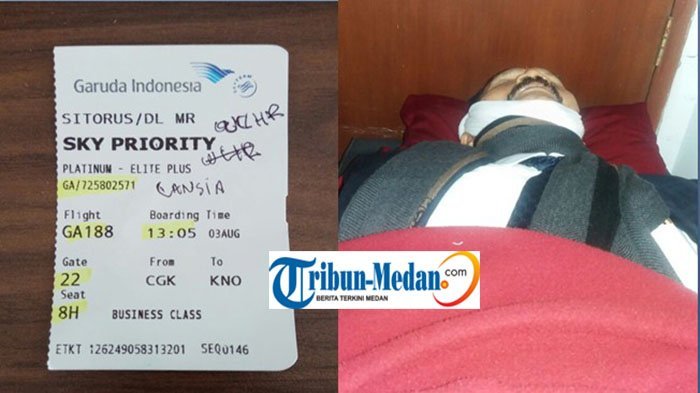 Garuda Indonesia
SITORUS/DL MR
SKY PRIORITY
PLATINUM - ELITE PLUS
GA/725802571
LANSIA
Flight Boarding Time
GA188 13:05 03AUG
Gate From To
22 CGK KNO
Seat
8H BUSINESS CLASS
ETKT 126249058313201 SEQ0146
Tribun-Medan.com
BERITA TERKINI MEDAN